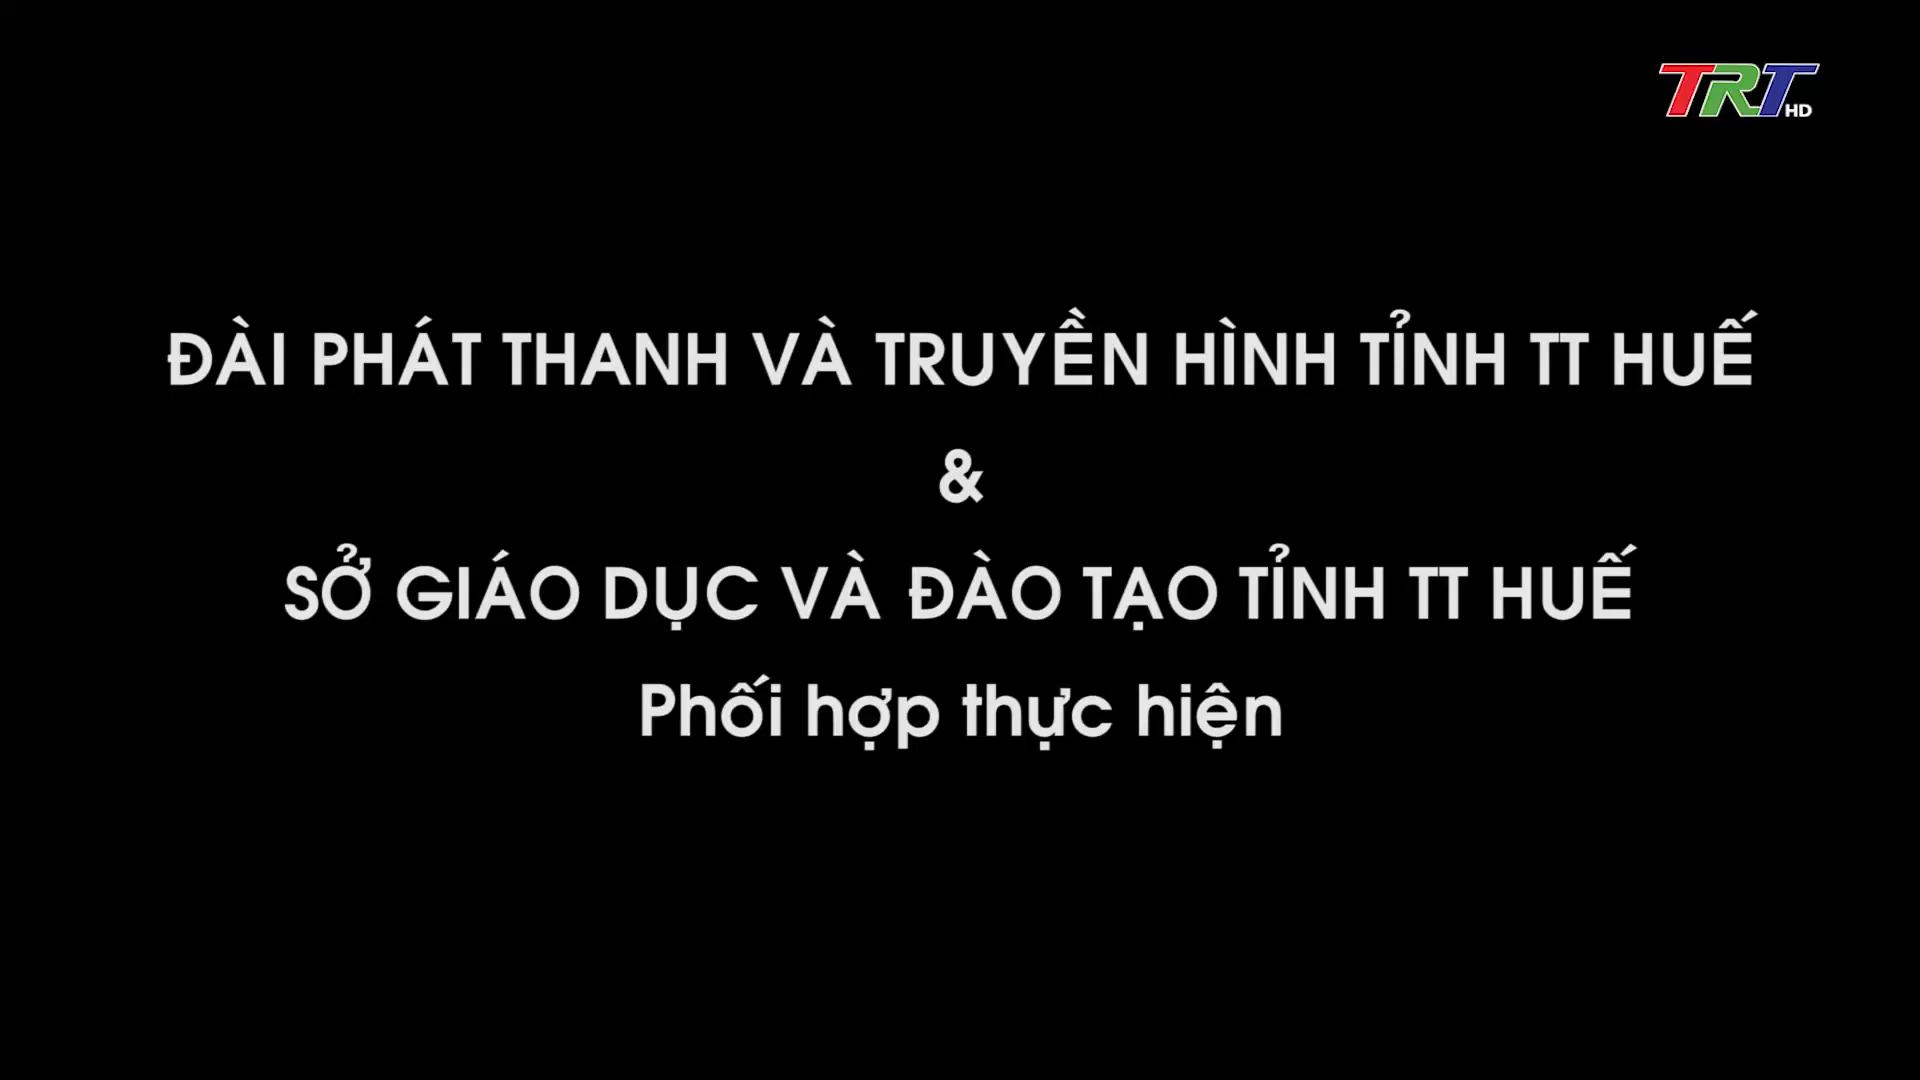 TRT HD
ĐÀI PHÁT THANH VÀ TRUYỀN HÌNH TỈNH TT HUẾ
&
SỞ GIÁO DỤC VÀ ĐÀO TẠO TỈNH TT HUẾ
Phối hợp thực hiện